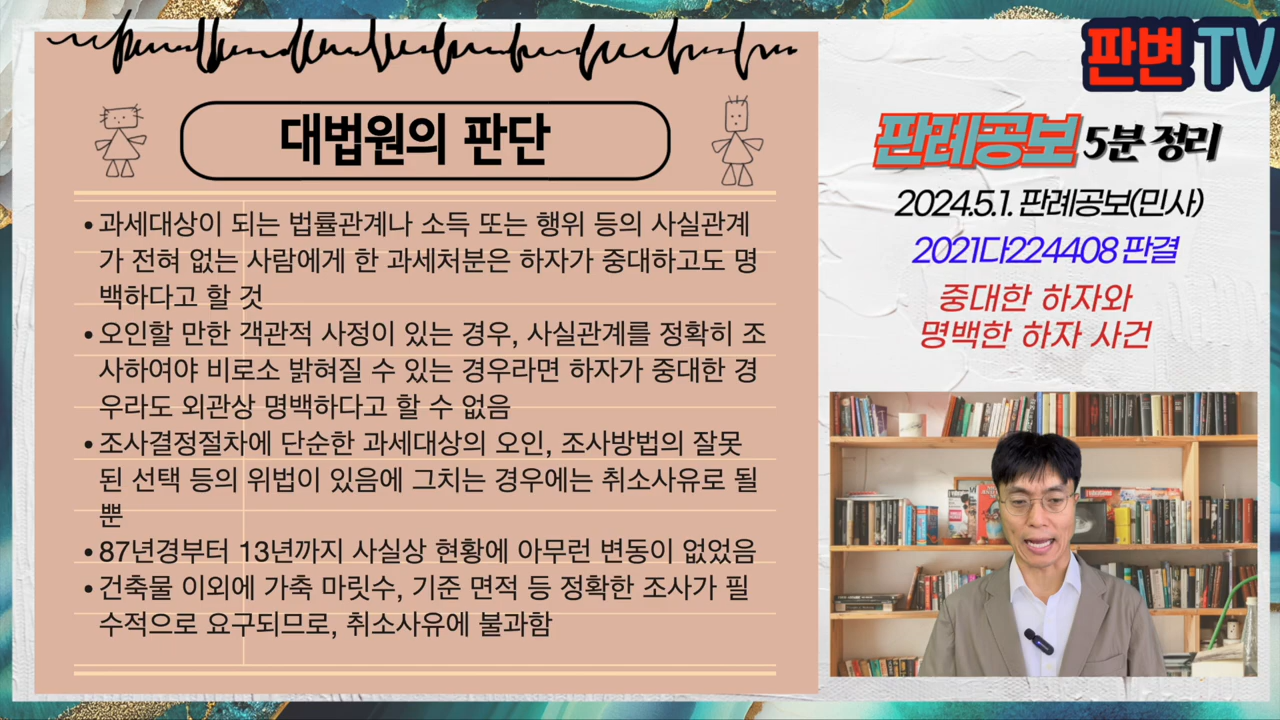 판변 TV
대법원의 판단
• 과세대상이 되는 법률관계나 소득 또는 행위 등의 사실관계
가 전혀 없는 사람에게 한 과세처분은 하자가 중대하고도 명
백하다고 할 것
• 오인할 만한 객관적 사정이 있는 경우, 사실관계를 정확히 조
사하여야 비로소 밝혀질 수 있는 경우라면 하자가 중대한 경
우라도 외관상 명백하다고 할 수 없음
• 조사결정절차에 단순한 과세대상의 오인, 조사방법의 잘못
된 선택 등의 위법이 있음에 그치는 경우에는 취소사유로 될
뿐
• 87년경부터 13년까지 사실상 현황에 아무런 변동이 없었음
• 건축물 이외에 가축 마릿수, 기준 면적 등 정확한 조사가 필
수적으로 요구되므로, 취소사유에 불과함
판례공보 5분 정리
2024.5.1. 판례공보(민사)
2021다224408 판결
중대한 하자와
명백한 하자 사건